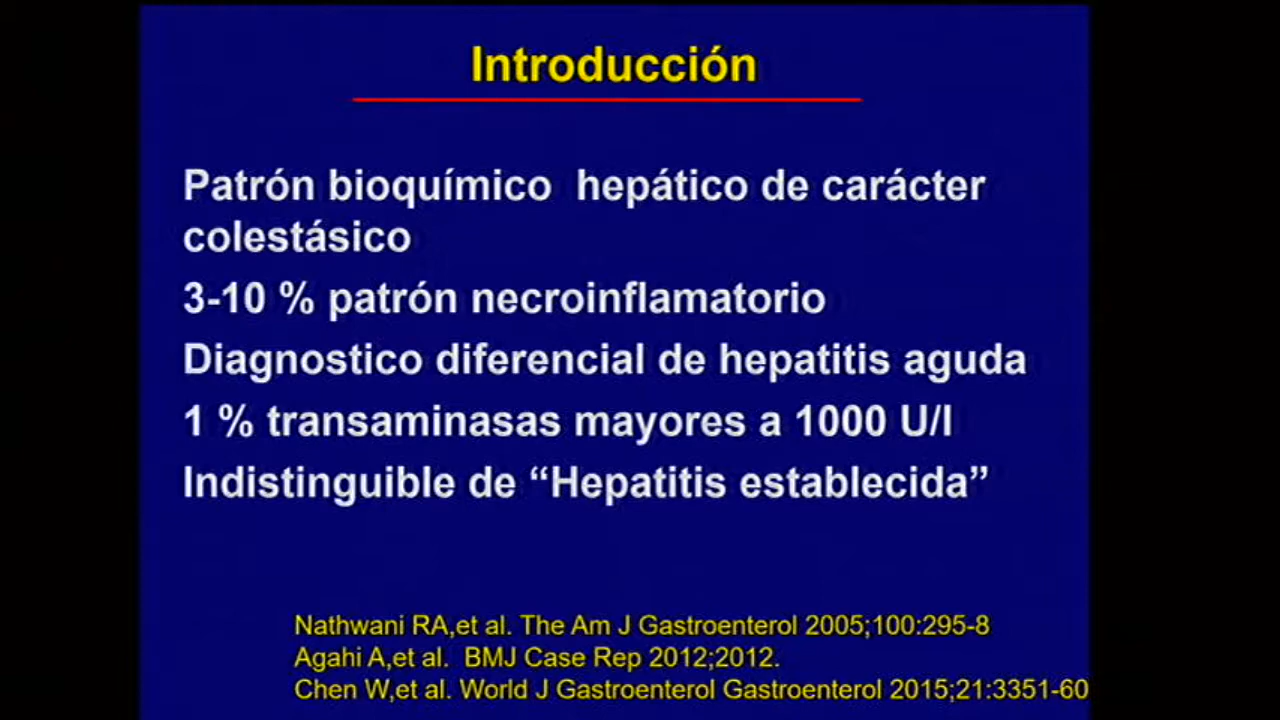 Introducción
Patrón bioquímico hepático de carácter
colestásico
3-10 % patrón necroinflamatorio
Diagnostico diferencial de hepatitis aguda
1 % transaminasas mayores a 1000 U/l
Indistinguible de “Hepatitis establecida”
Nathwani RA,et al. The Am J Gastroenterol 2005;100:295-8
Agahi A,et al. BMJ Case Rep 2012;2012.
Chen W,et al. World J Gastroenterol Gastroenterol 2015;21:3351-60